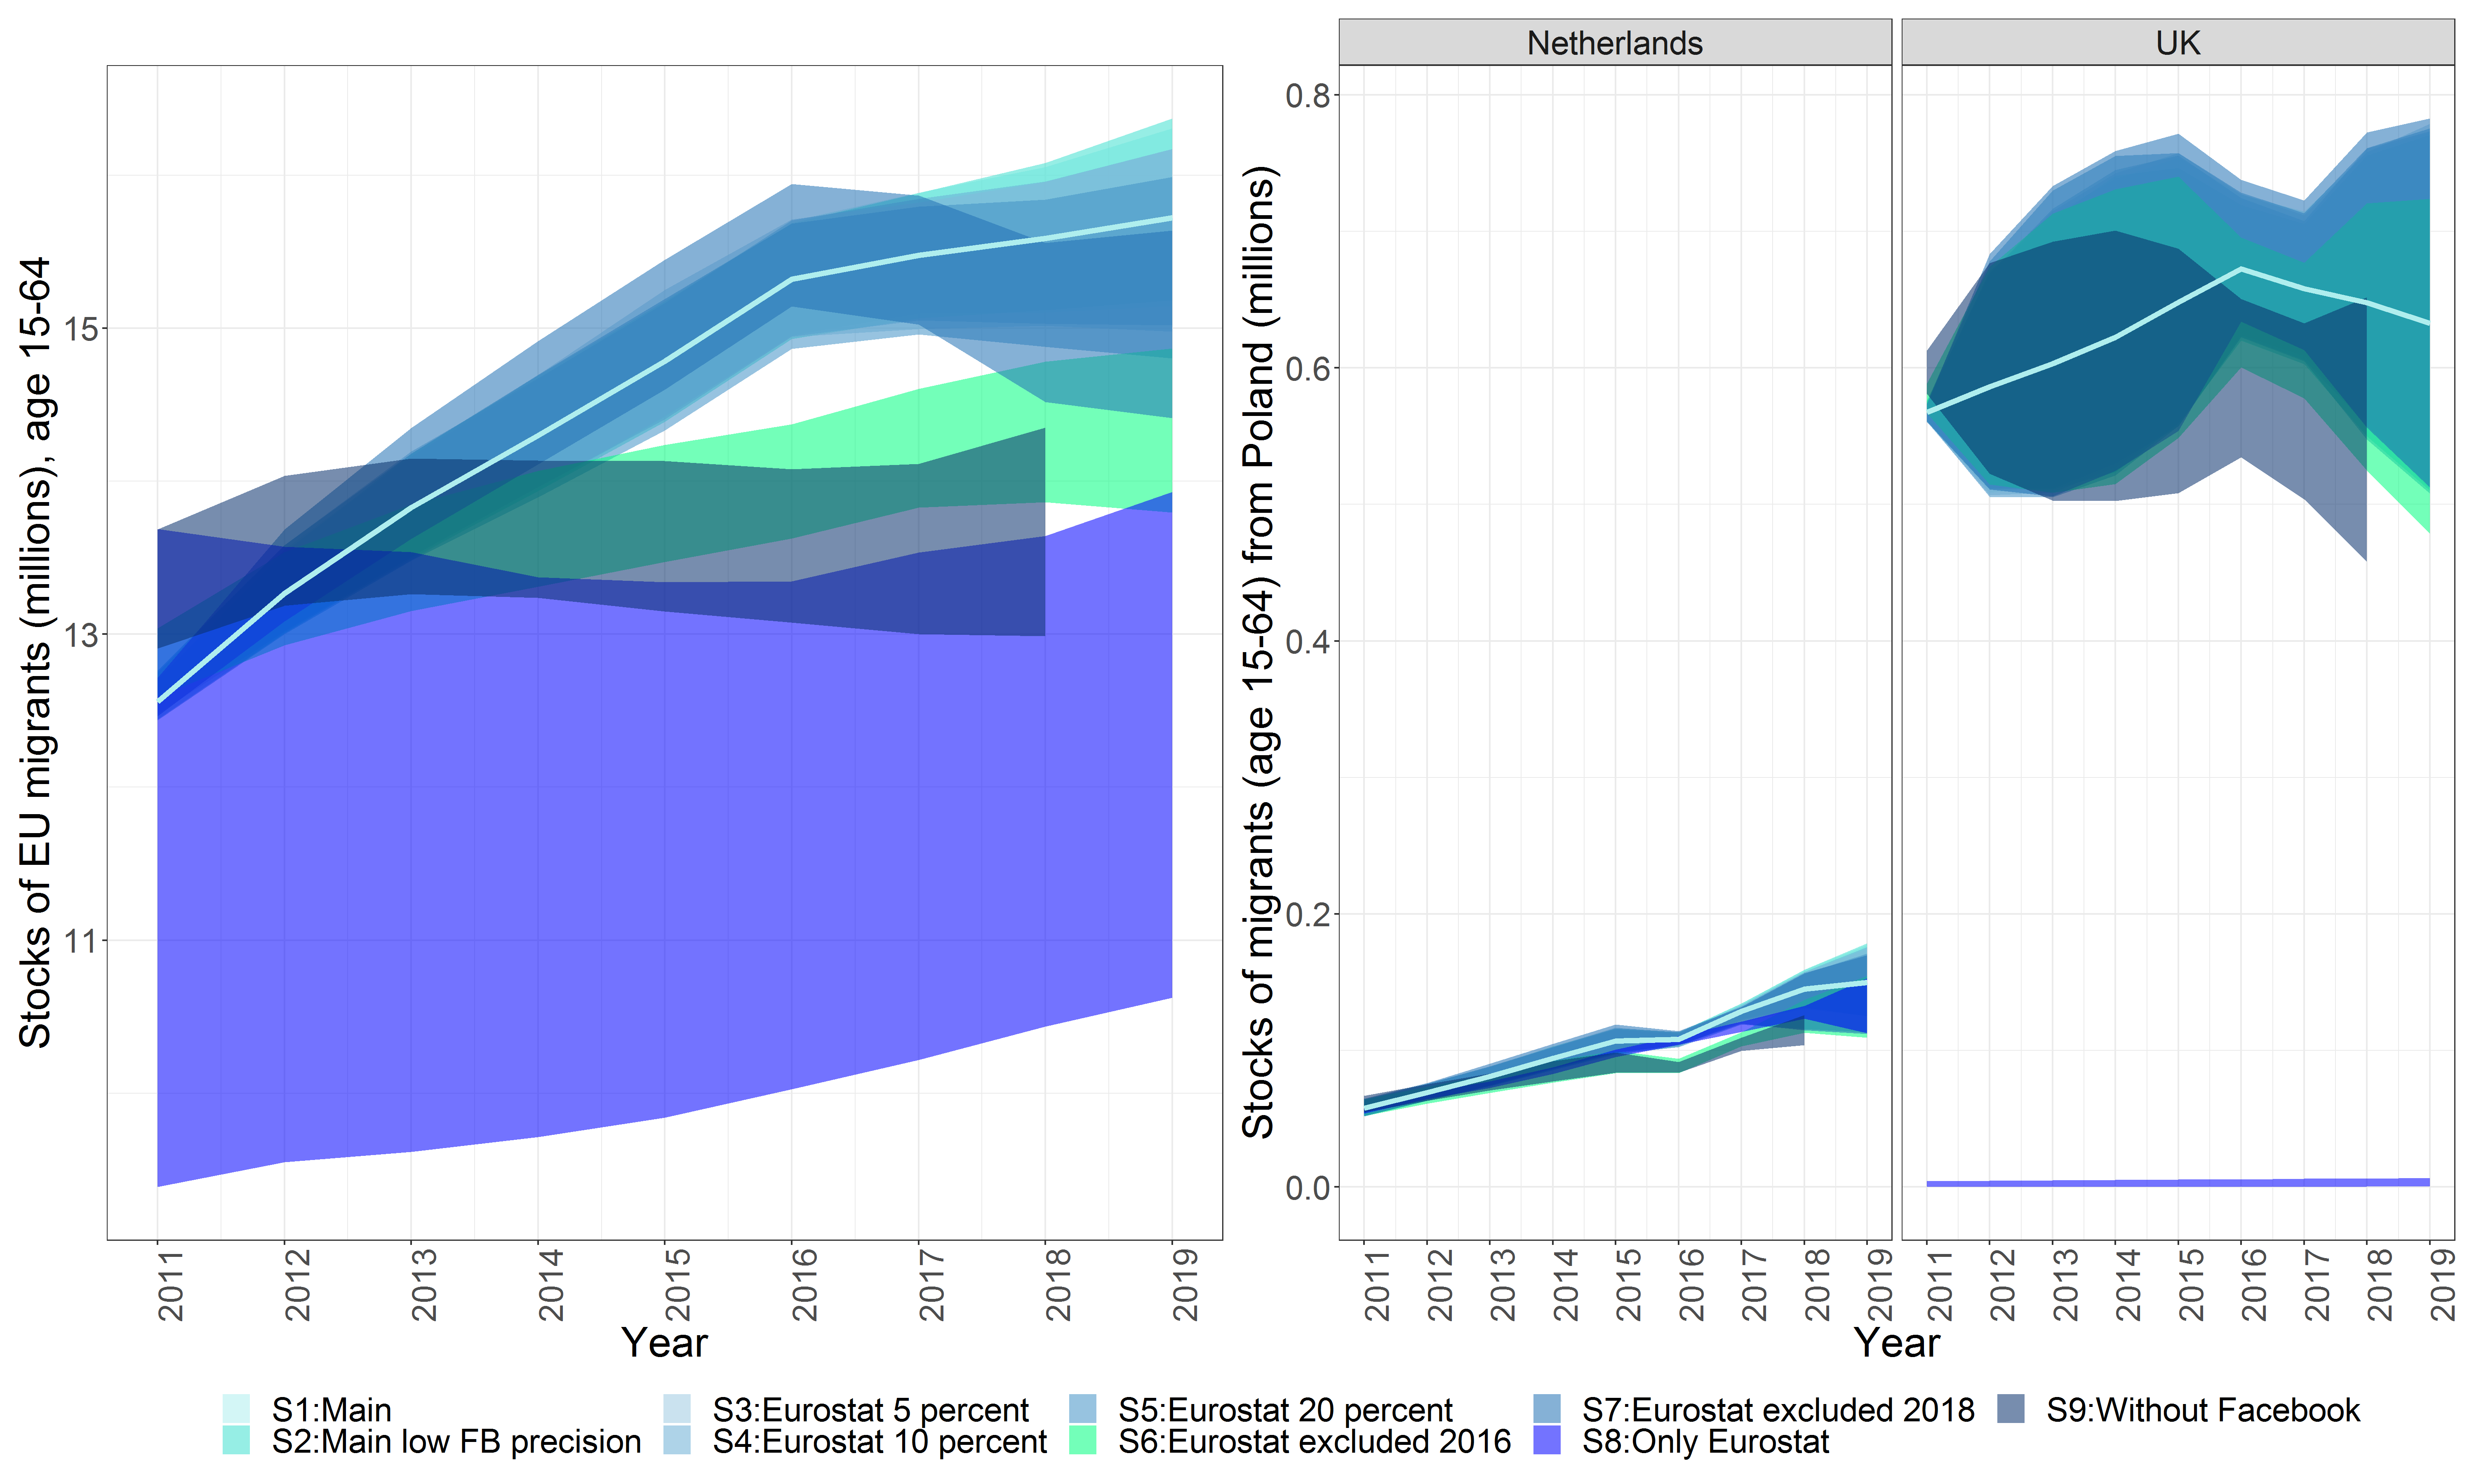 Stocks of EU migrants (millions), age 15-64
15
13
11
2011
2012
2013
2014
2015
2016
2017
2018
2019
Year
Stocks of migrants (age 15-64) from Poland (millions)
Netherlands
UK
0.8
0.6
0.4
0.2
0.0
2011
2012
2013
2014
2015
2016
2017
2018
2019
2011
2012
2013
2014
2015
2016
2017
2018
2019
Year
S1:Main
S3:Eurostat 5 percent
S5:Eurostat 20 percent
S7:Eurostat excluded 2018
S9:Without Facebook
S2:Main low FB precision
S4:Eurostat 10 percent
S6:Eurostat excluded 2016
S8:Only Eurostat